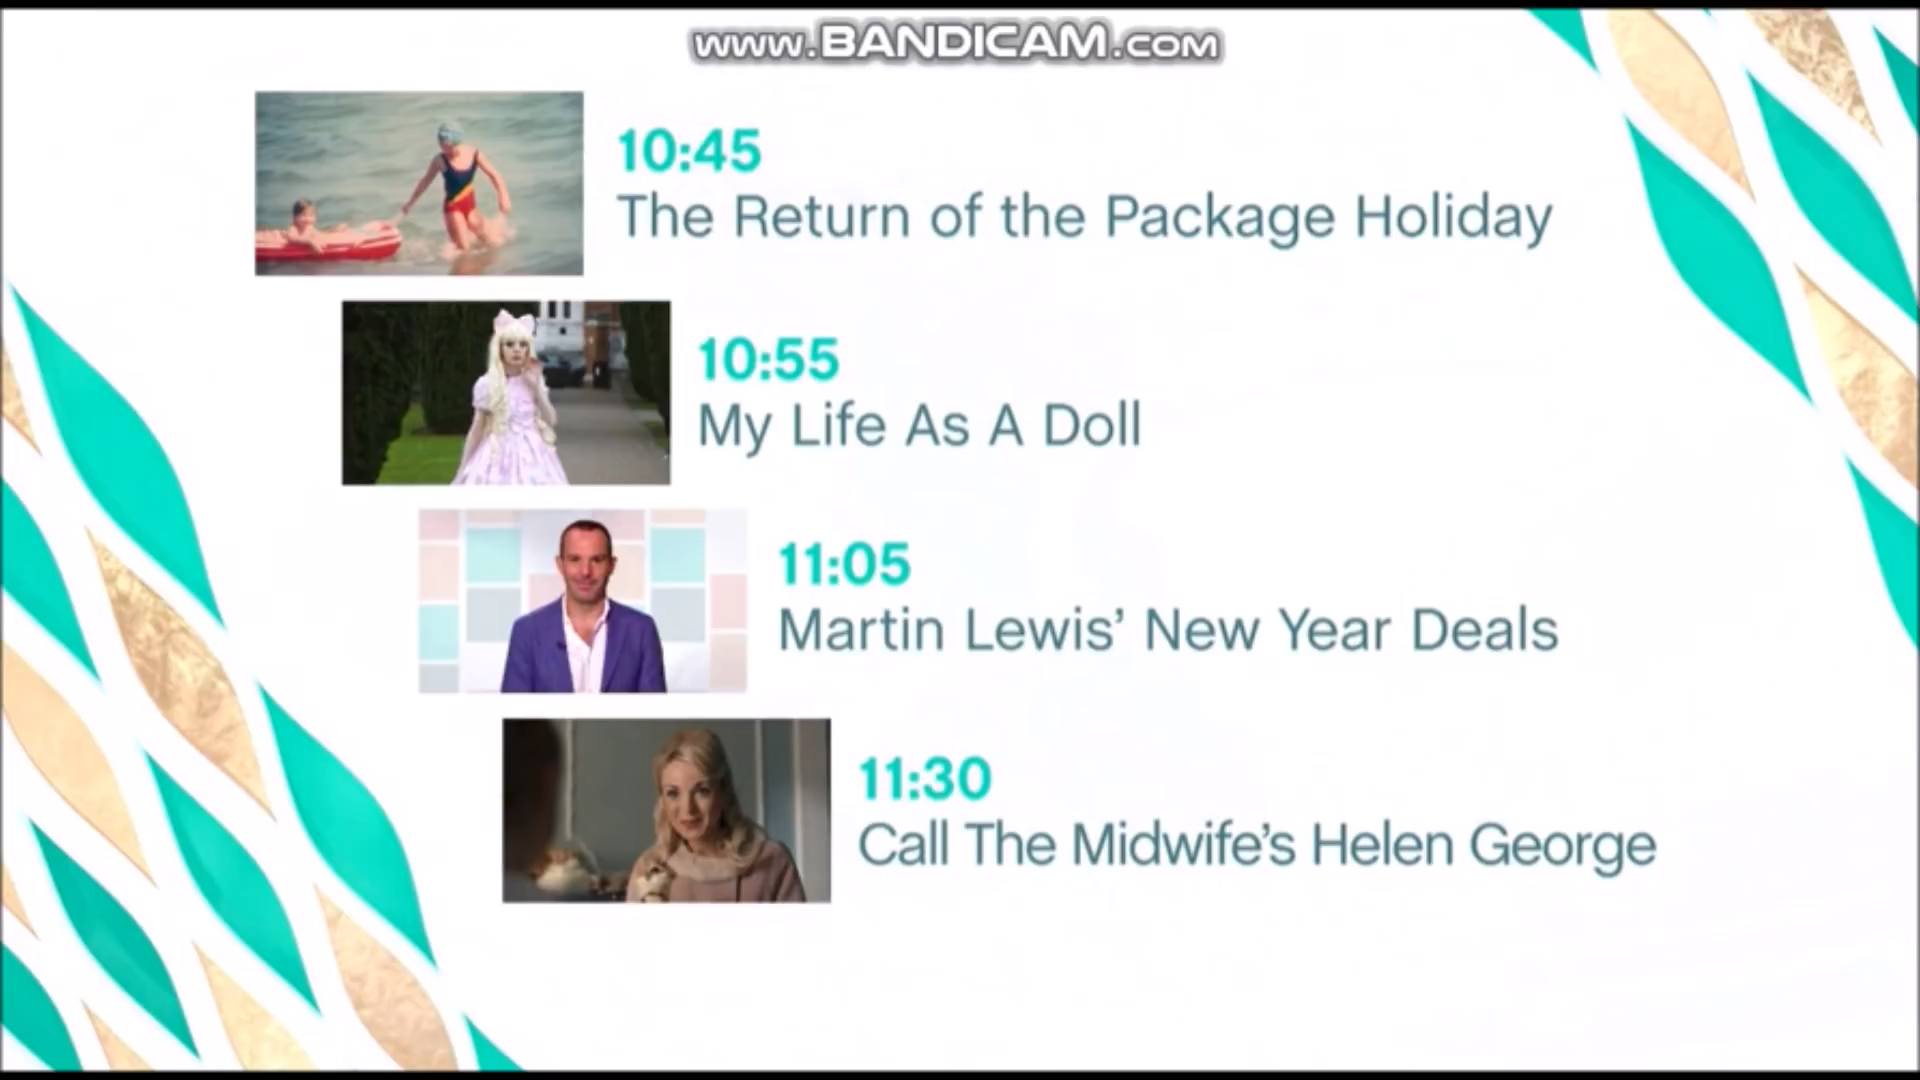 www.BANDICAM.com
10:45
The Return of the Package Holiday
10:55
My Life As A Doll
11:05
Martin Lewis’ New Year Deals
11:30
Call The Midwife’s Helen George